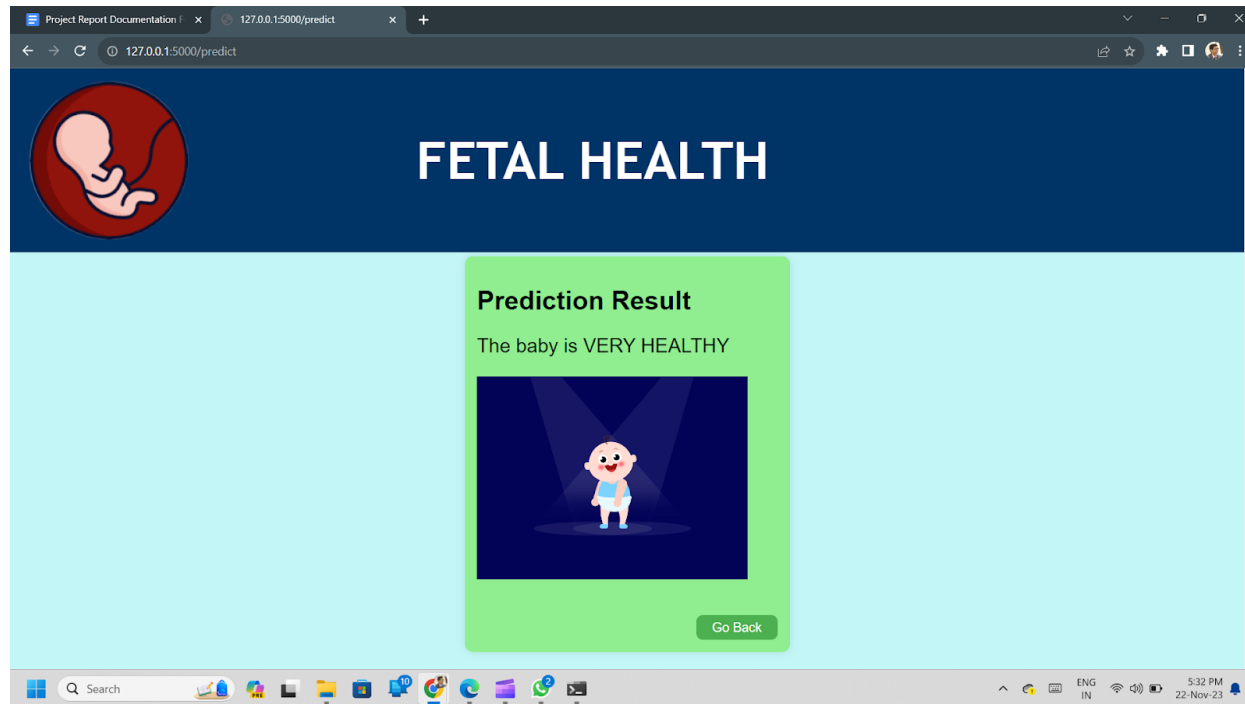 Project Report Documentation F
127.0.0.1:5000/predict
127.0.0.1:5000/predict
FETAL HEALTH
Prediction Result
The baby is VERY HEALTHY
Go Back
Search
PRE
10
2
ENG
IN
5:32 PM
22-Nov-23